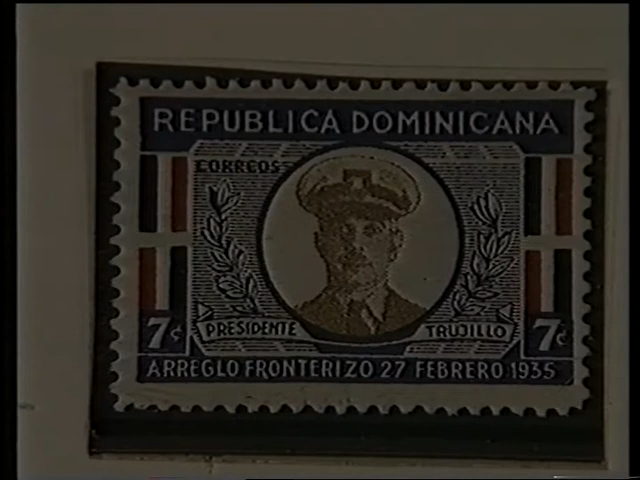 REPUBLICA DOMINICANA
CORREOS
PRESIDENTE TRUJILLO
7¢ 7¢
ARREGLO FRONTERIZO 27 FEBRERO 1935